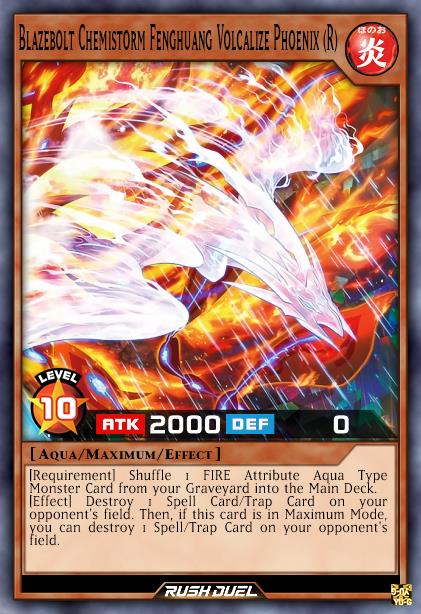 Blazebolt Chemistorm Fenghuang Volcalize Phoenix (R)
ほのお
炎
LEVEL
10
ATK 2000 DEF 0
[Aqua/Maximum/Effect]
[Requirement] Shuffle 1 FIRE Attribute Aqua Type
Monster Card from your Graveyard into the Main Deck.
[Effect] Destroy 1 Spell Card/Trap Card on your
opponent's field. Then, if this card is in Maximum Mode,
you can destroy 1 Spell/Trap Card on your opponent's
field.
RUSH DUEL